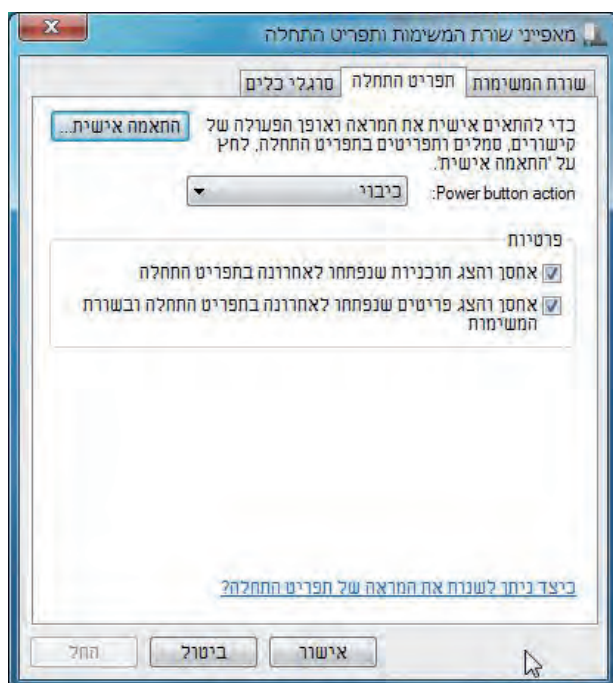 מאפייני שורת המשימות ותפריט התחלה
שורת המשימות
תפריט התחלה
סרגלי כלים
כדי להתאים אישית את המראה ואופן הפעולה של
קישורים, סמלים ותפריטים בתפריט התחלה, לחץ
על 'התאמה אישית'.
התאמה אישית...
Power button action:
כיבוי
פרטיות
אחסן והצג תוכניות שנפתחו לאחרונה בתפריט התחלה
אחסן והצג פריטים שנפתחו לאחרונה בתפריט התחלה ובשורת
המשימות
כיצד ניתן לשנות את המראה של תפריט התחלה?
אישור
ביטול
החל